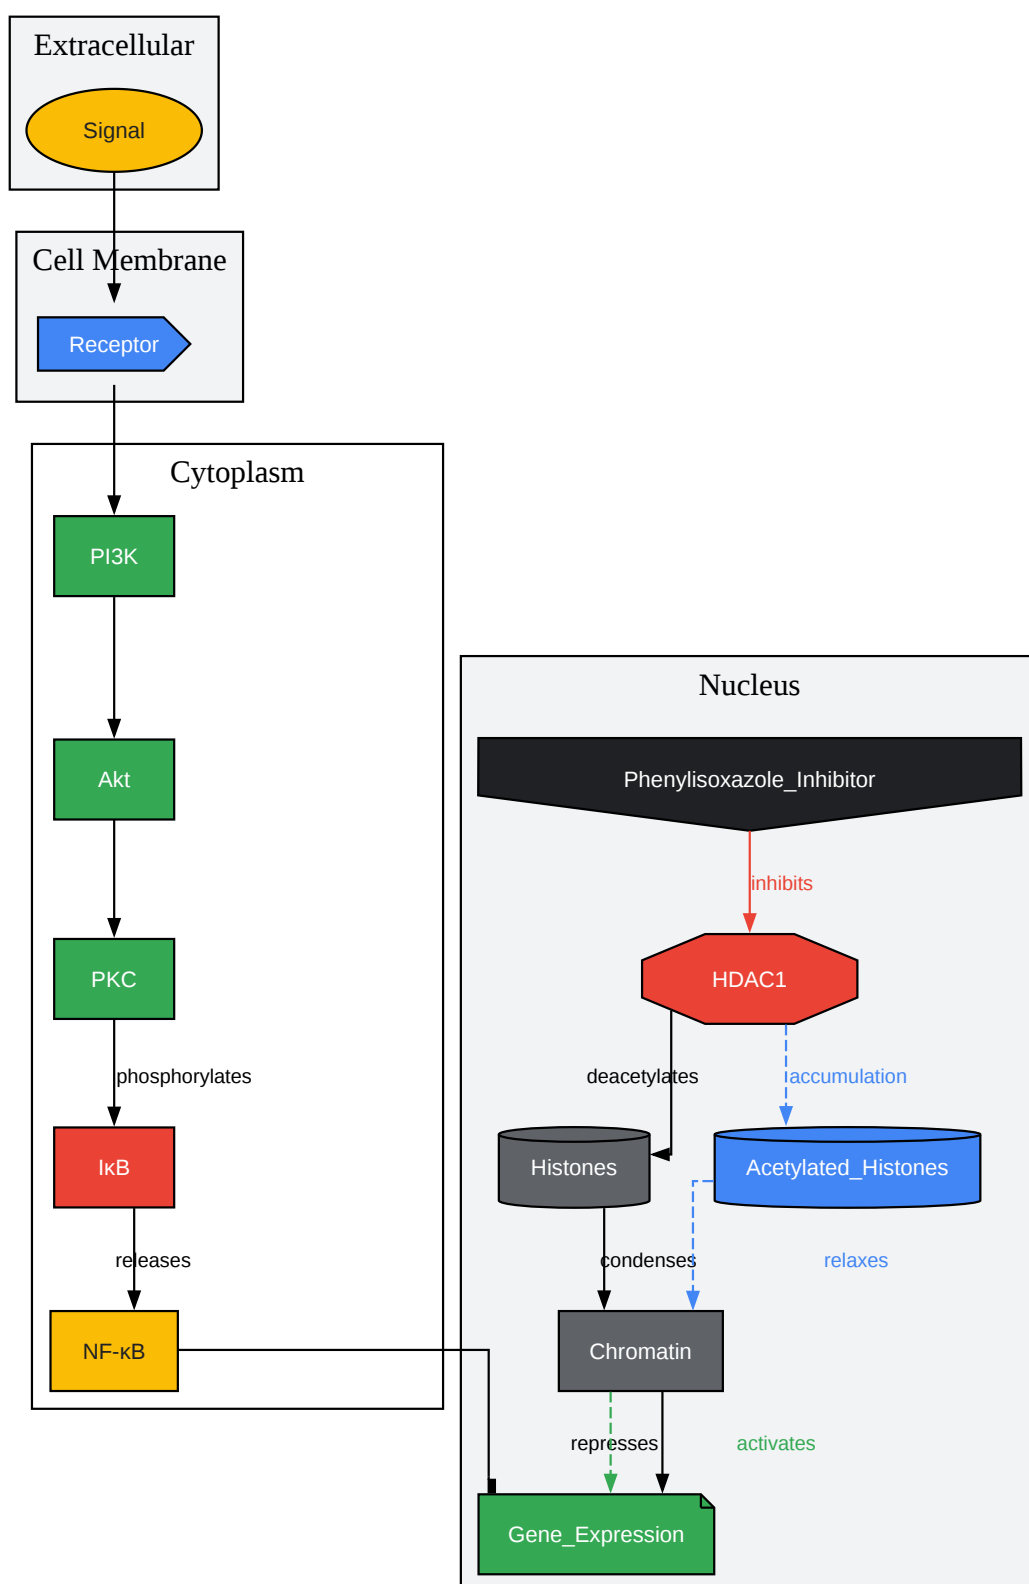 Extracellular
Signal
Cell Membrane
Receptor
Cytoplasm
PI3K
Nucleus
Akt
Phenylisoxazole_Inhibitor
inhibits
PKC
HDAC1
phosphorylates
deacetylates
accumulation
IκB
Histones
Acetylated_Histones
releases
condenses
relaxes
NF-κB
Chromatin
represses
activates
Gene_Expression